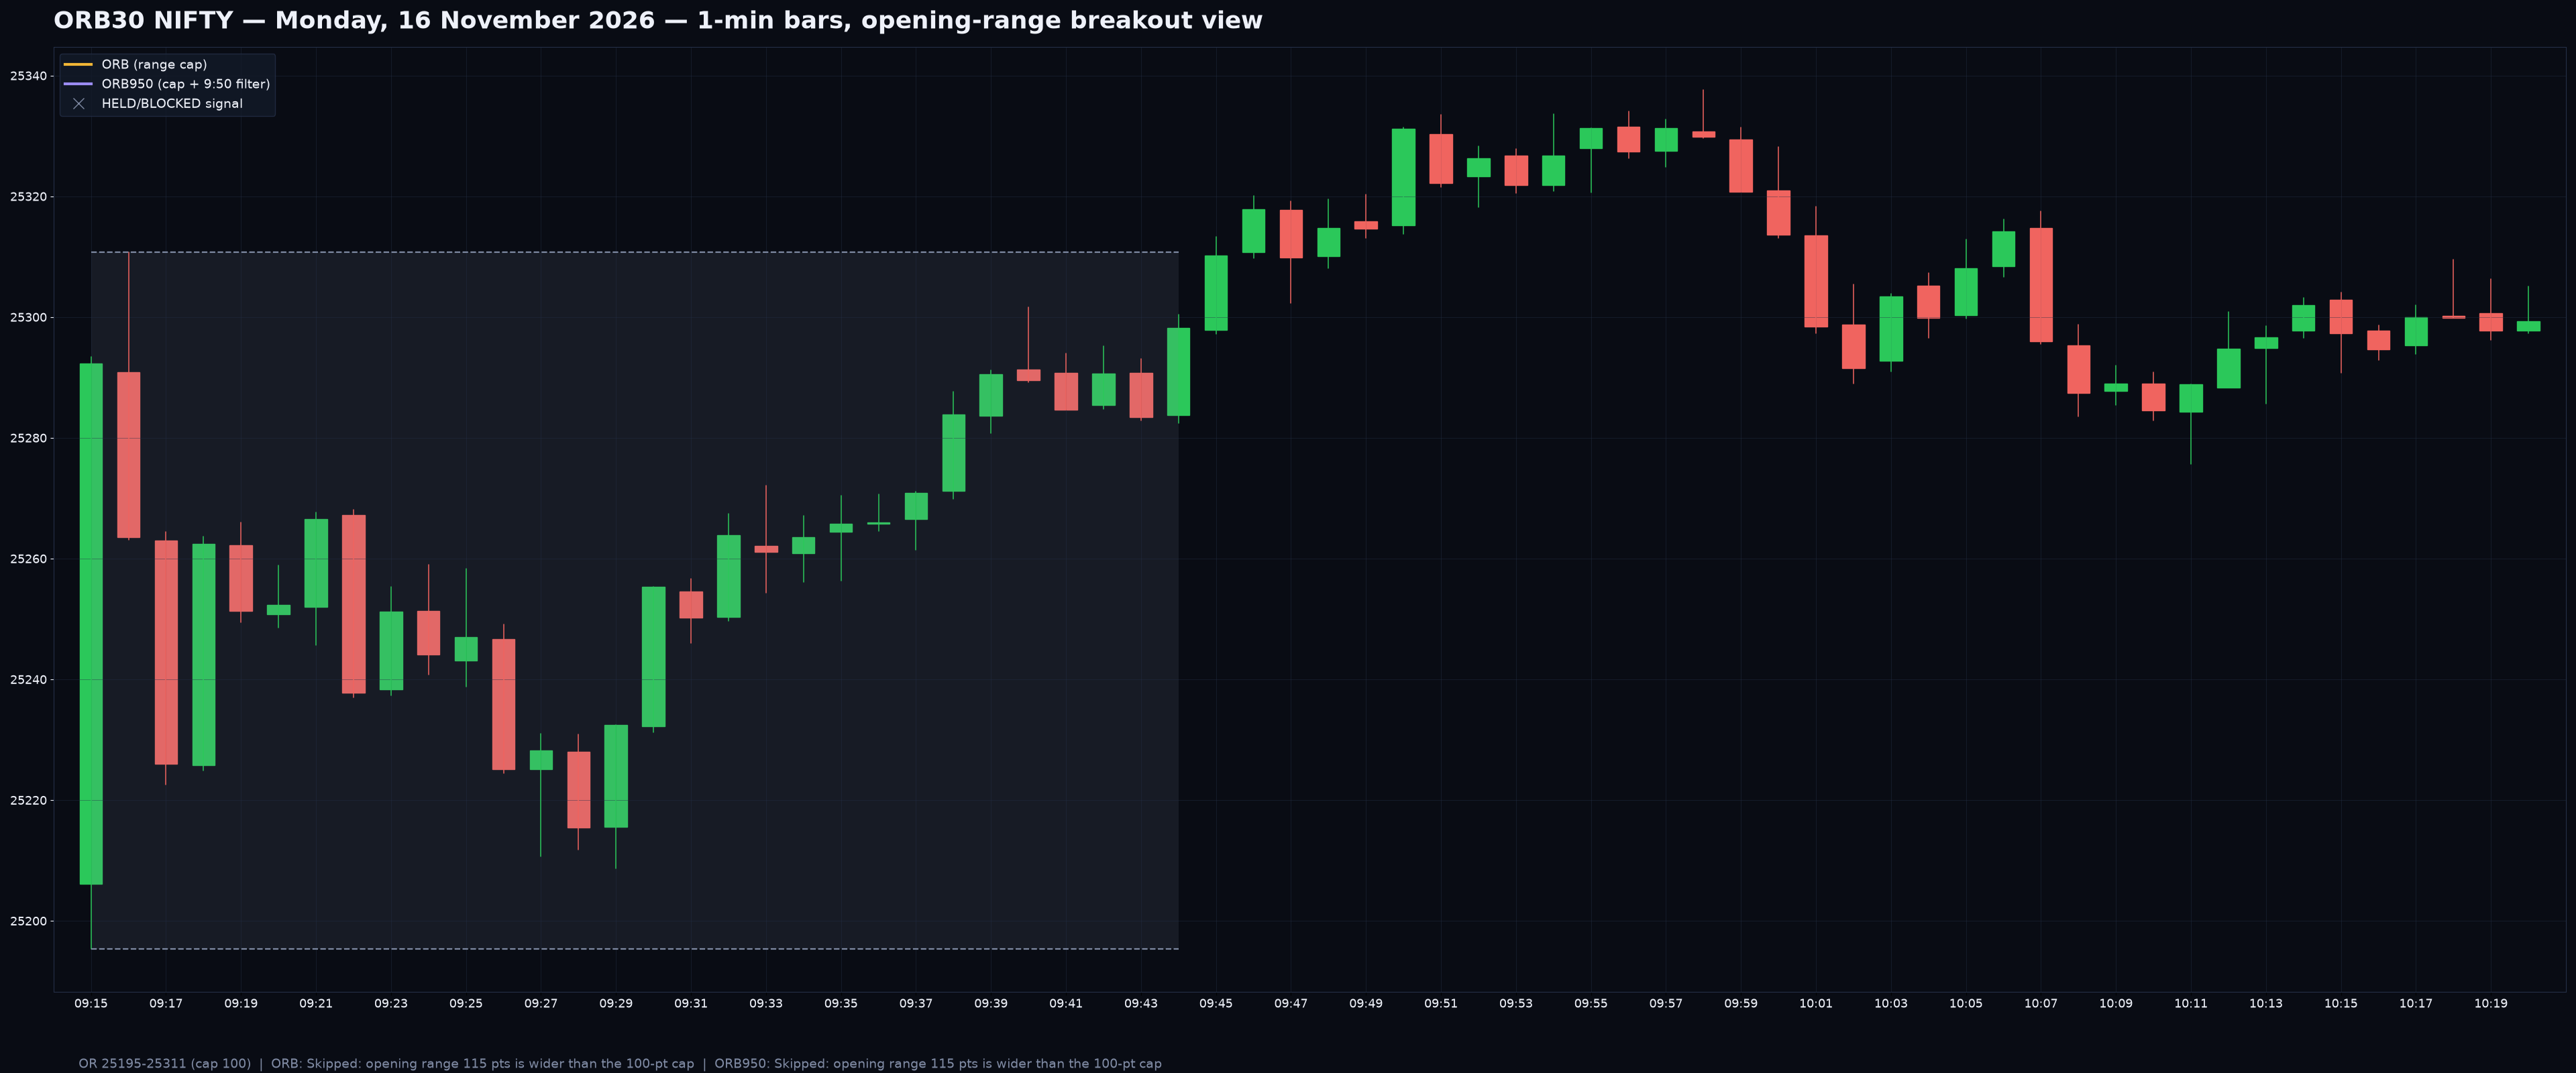 ORB30 NIFTY — Monday, 16 November 2026 — 1-min bars, opening-range breakout view
ORB (range cap)
ORB950 (cap + 9:50 filter)
HELD/BLOCKED signal
25340
25320
25300
25280
25260
25240
25220
25200
09:15 09:17 09:19 09:21 09:23 09:25 09:27 09:29 09:31 09:33 09:35 09:37 09:39 09:41 09:43 09:45 09:47 09:49 09:51 09:53 09:55 09:57 09:59 10:01 10:03 10:05 10:07 10:09 10:11 10:13 10:15 10:17 10:19
OR 25195-25311 (cap 100) | ORB: Skipped: opening range 115 pts is wider than the 100-pt cap | ORB950: Skipped: opening range 115 pts is wider than the 100-pt cap